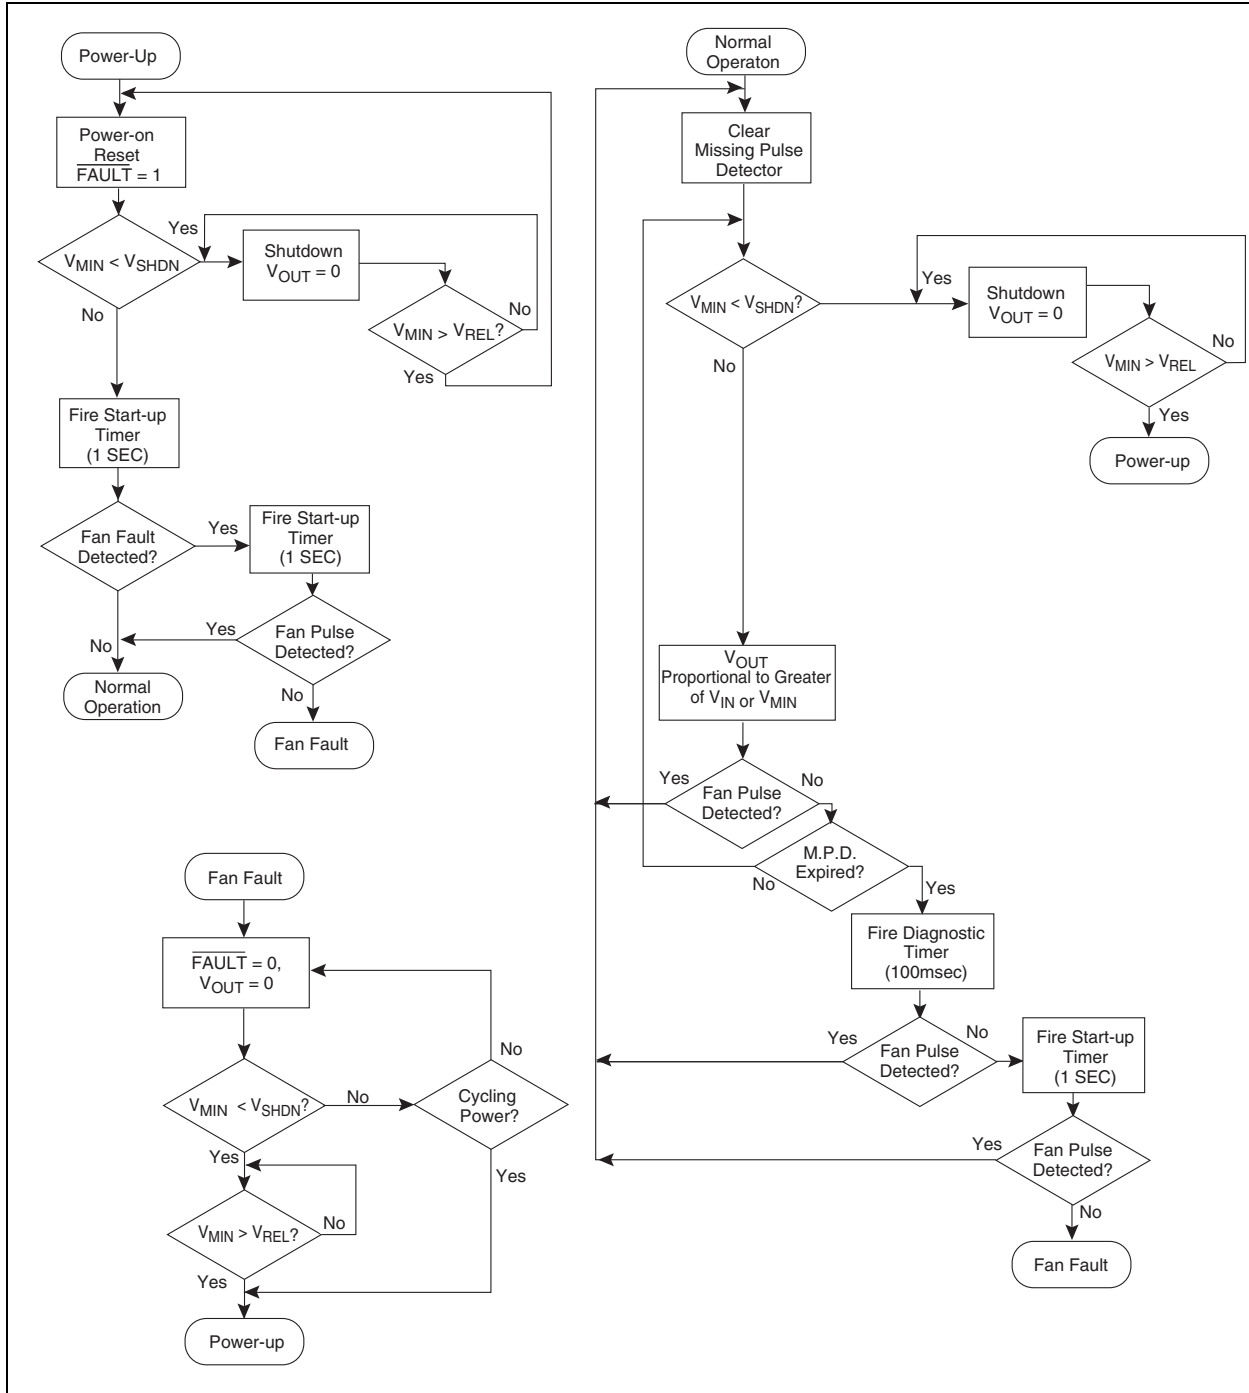 Power-Up
Power-on
Reset
FAULT = 1
Yes
VMIN < VSHDN
Shutdown
VOUT = 0
No
VMIN > VREL?
No
Yes
Fire Start-up
Timer
(1 SEC)
Fan Fault
Detected?
Yes
Fire Start-up
Timer
(1 SEC)
No
Yes
Fan Pulse
Detected?
Normal
Operation
No
Fan Fault
Fan Fault
FAULT = 0,
VOUT = 0
VMIN < VSHDN?
No
No
Cycling
Power?
Yes
Yes
VMIN > VREL?
No
Yes
Power-up
Normal
Operaton
Clear
Missing Pulse
Detector
VMIN < VSHDN?
Yes
Shutdown
VOUT = 0
No
VMIN > VREL
No
Yes
Power-up
VOUT
Proportional to Greater
of VIN or VMIN
Yes
Fan Pulse
Detected?
No
M.P.D.
Expired?
No
Yes
Fire Diagnostic
Timer
(100msec)
Yes
Fan Pulse
Detected?
No
Fire Start-up
Timer
(1 SEC)
Yes
Fan Pulse
Detected?
No
Fan Fault